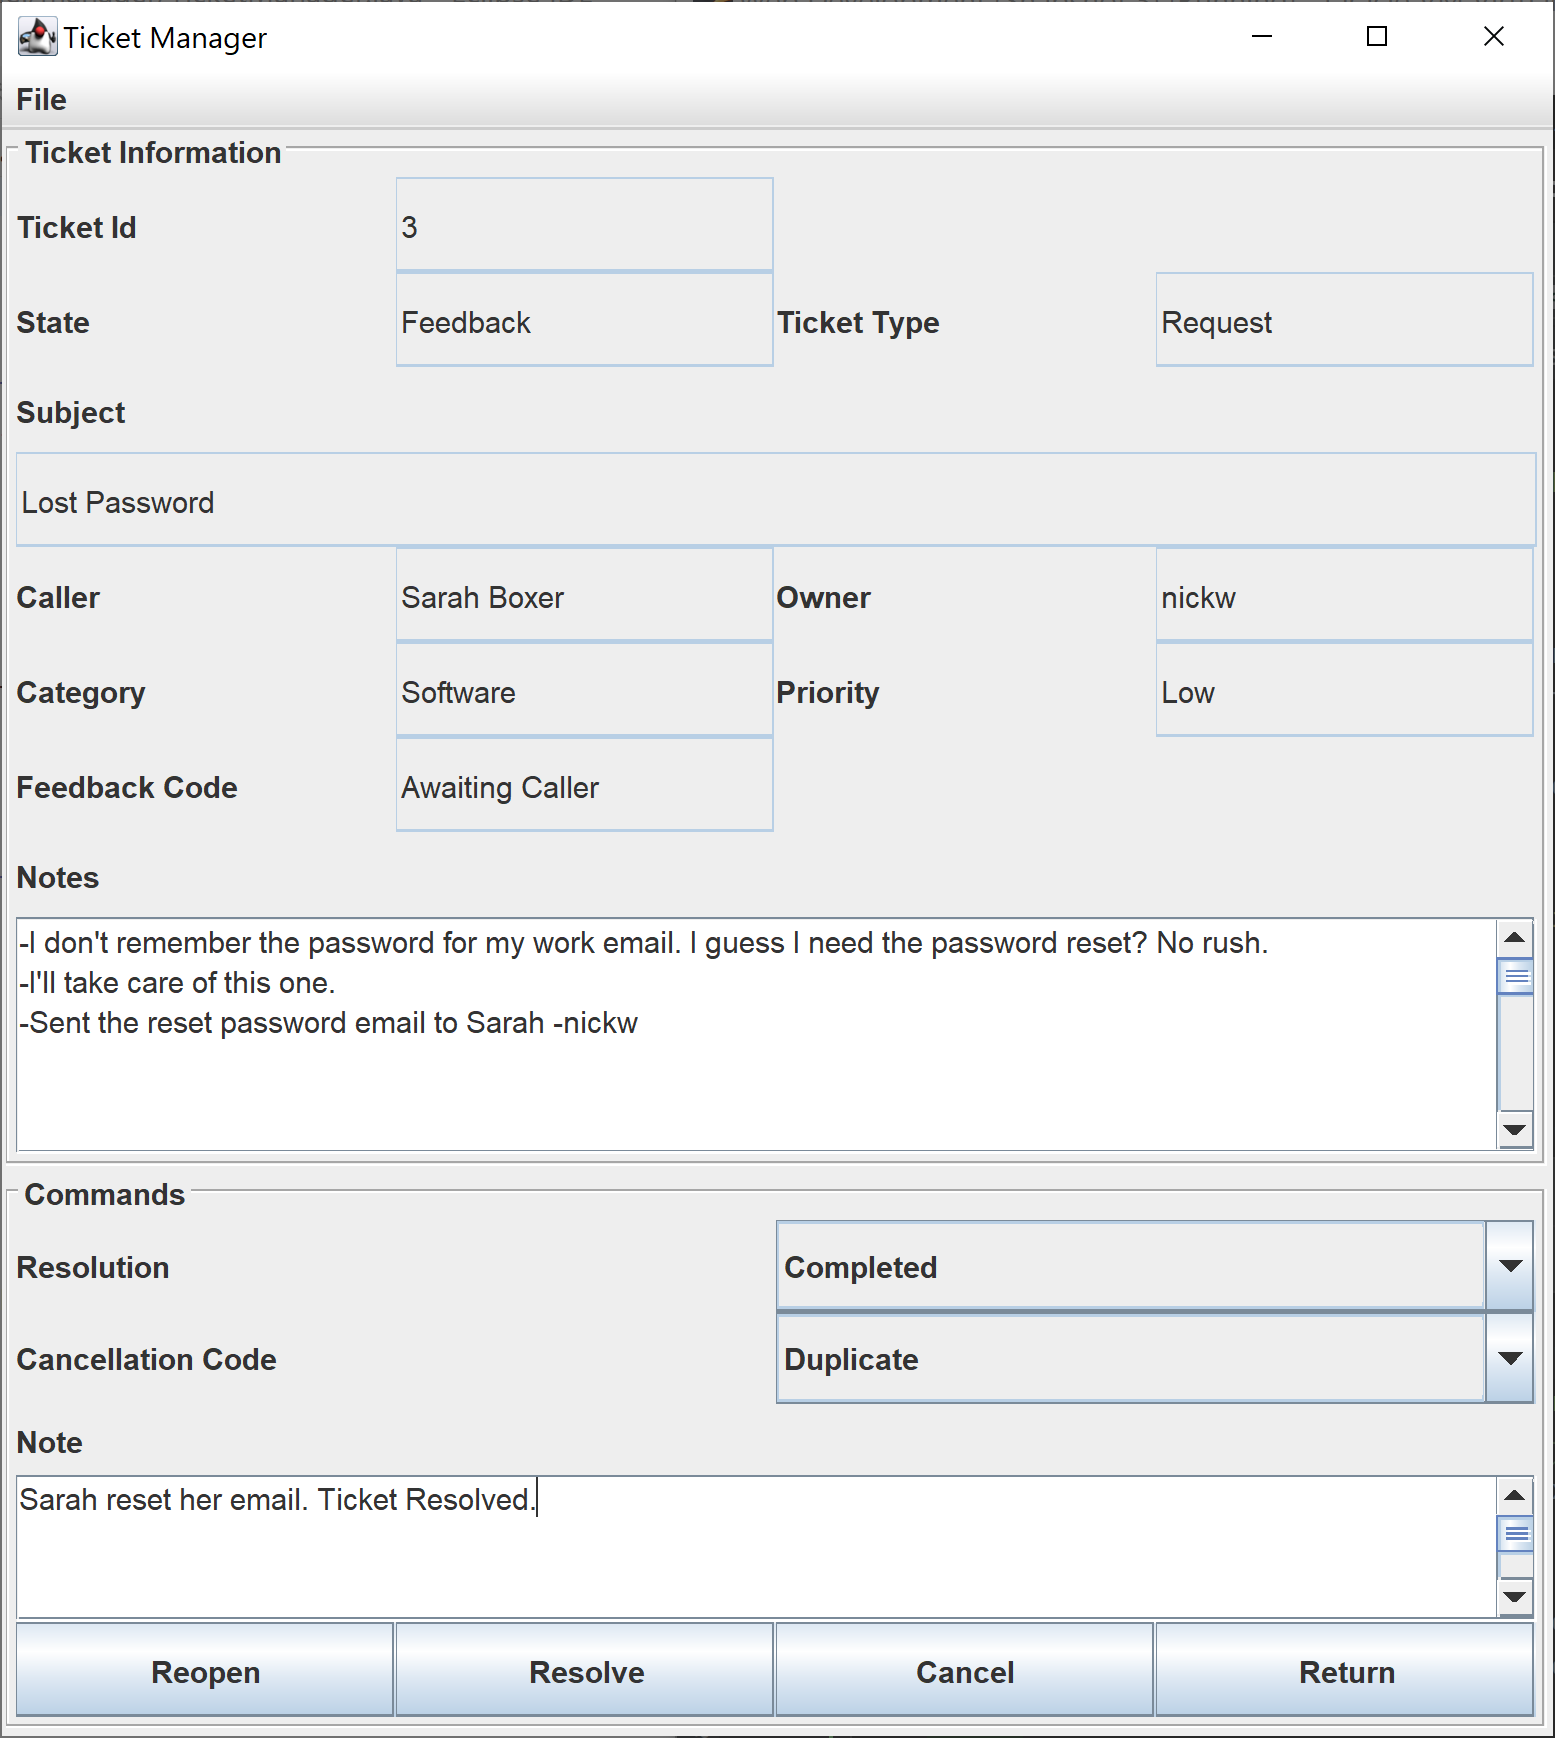 Ticket Manager
File
Ticket Information
Ticket Id 3
State Feedback Ticket Type Request
Subject
Lost Password
Caller Sarah Boxer Owner nickw
Category Software Priority Low
Feedback Code Awaiting Caller
Notes
-I don't remember the password for my work email. I guess I need the password reset? No rush.
-I'll take care of this one.
-Sent the reset password email to Sarah -nickw
Commands
Resolution Completed
Cancellation Code Duplicate
Note
Sarah reset her email. Ticket Resolved.
Reopen Resolve Cancel Return